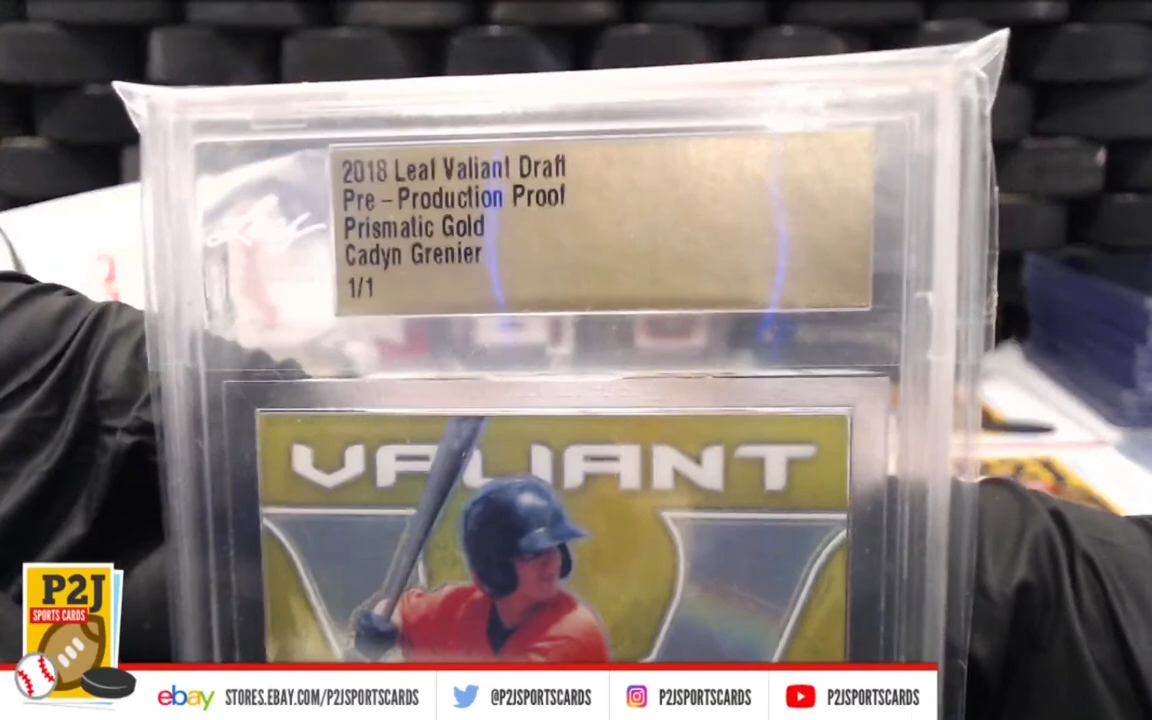 2018 Leaf Valiant Draft
Pre - Production Proof
Prismatic Gold
Cadyn Grenier
1/1
VALIANT
P2J
SPORTS CARDS
ebay STORES.EBAY.COM/P2JSPORTSCARDS
@P2JSPORTSCARDS
P2JSPORTSCARDS
P2JSPORTSCARDS